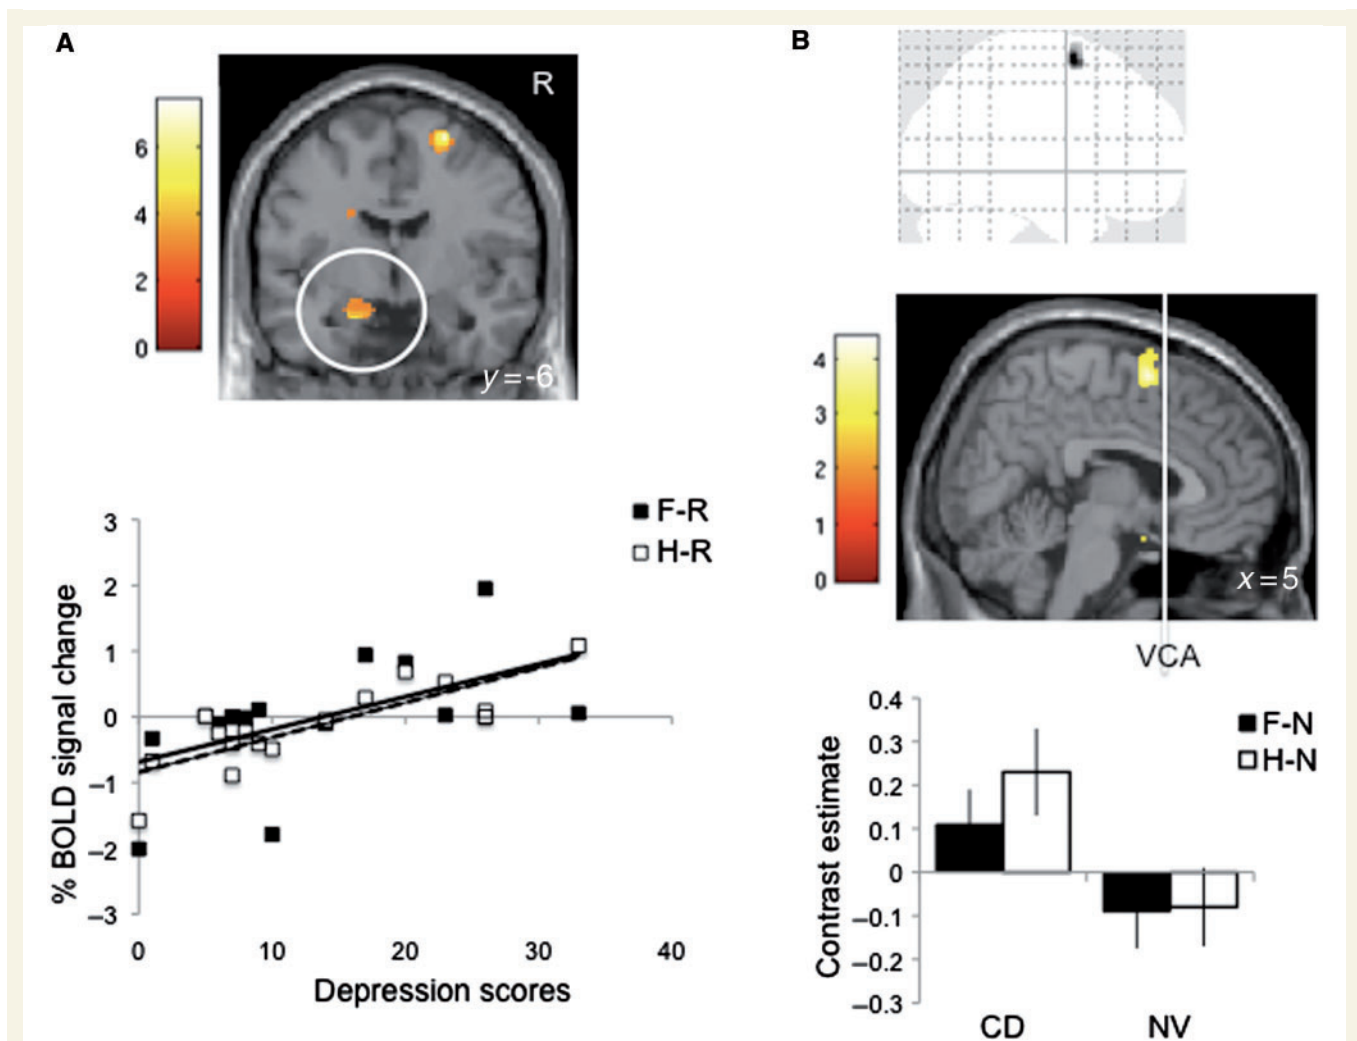 A
R
6
4
2
0
y = -6
F-R
H-R
3
2
1
0
–1
–2
–3
% BOLD signal change
0 10 20 30 40
Depression scores
B
4
3
2
1
0
x = 5
VCA
F-N
H-N
0.4
0.3
0.2
0.1
0
–0.1
–0.2
–0.3
Contrast estimate
CD NV